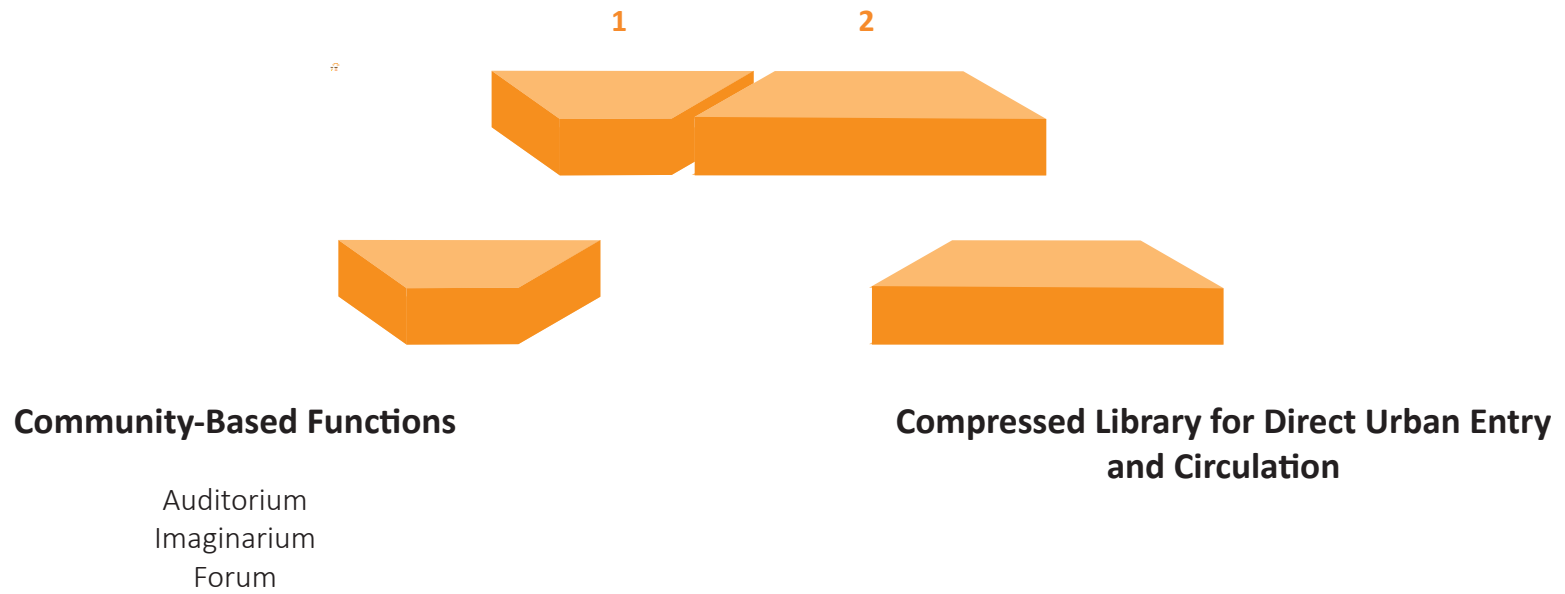 1 2
Community-Based Functions
Auditorium
Imaginarium
Forum
Compressed Library for Direct Urban Entry
and Circulation